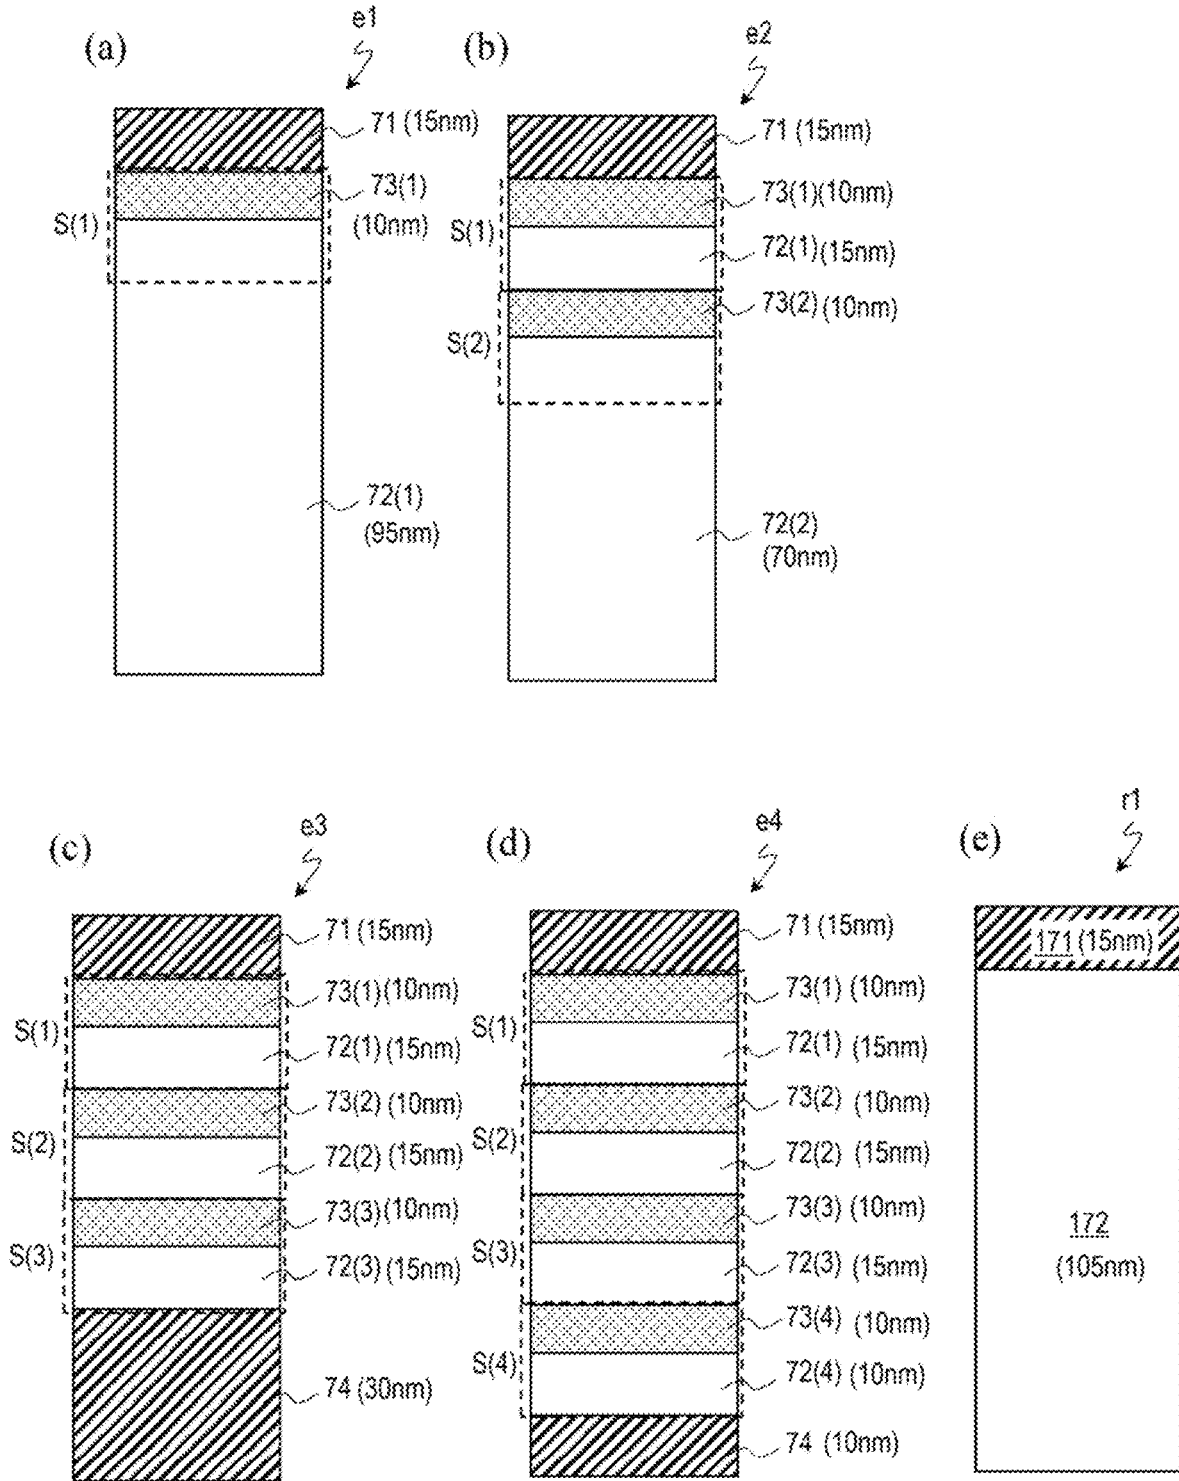 (a)
e1
71 (15nm)
73(1)
(10nm)
S(1)
72(1)
(95nm)
(b)
e2
71 (15nm)
73(1)(10nm)
S(1)
72(1)(15nm)
73(2)(10nm)
S(2)
72(2)
(70nm)
(c)
e3
71 (15nm)
73(1)(10nm)
S(1)
72(1)(15nm)
73(2)(10nm)
S(2)
72(2)(15nm)
73(3)(10nm)
S(3)
72(3)(15nm)
74 (30nm)
(d)
e4
71 (15nm)
73(1) (10nm)
S(1)
72(1) (15nm)
73(2) (10nm)
S(2)
72(2) (15nm)
73(3) (10nm)
S(3)
72(3) (15nm)
73(4) (10nm)
S(4)
72(4) (10nm)
74 (10nm)
(e)
r1
171 (15nm)
172
(105nm)